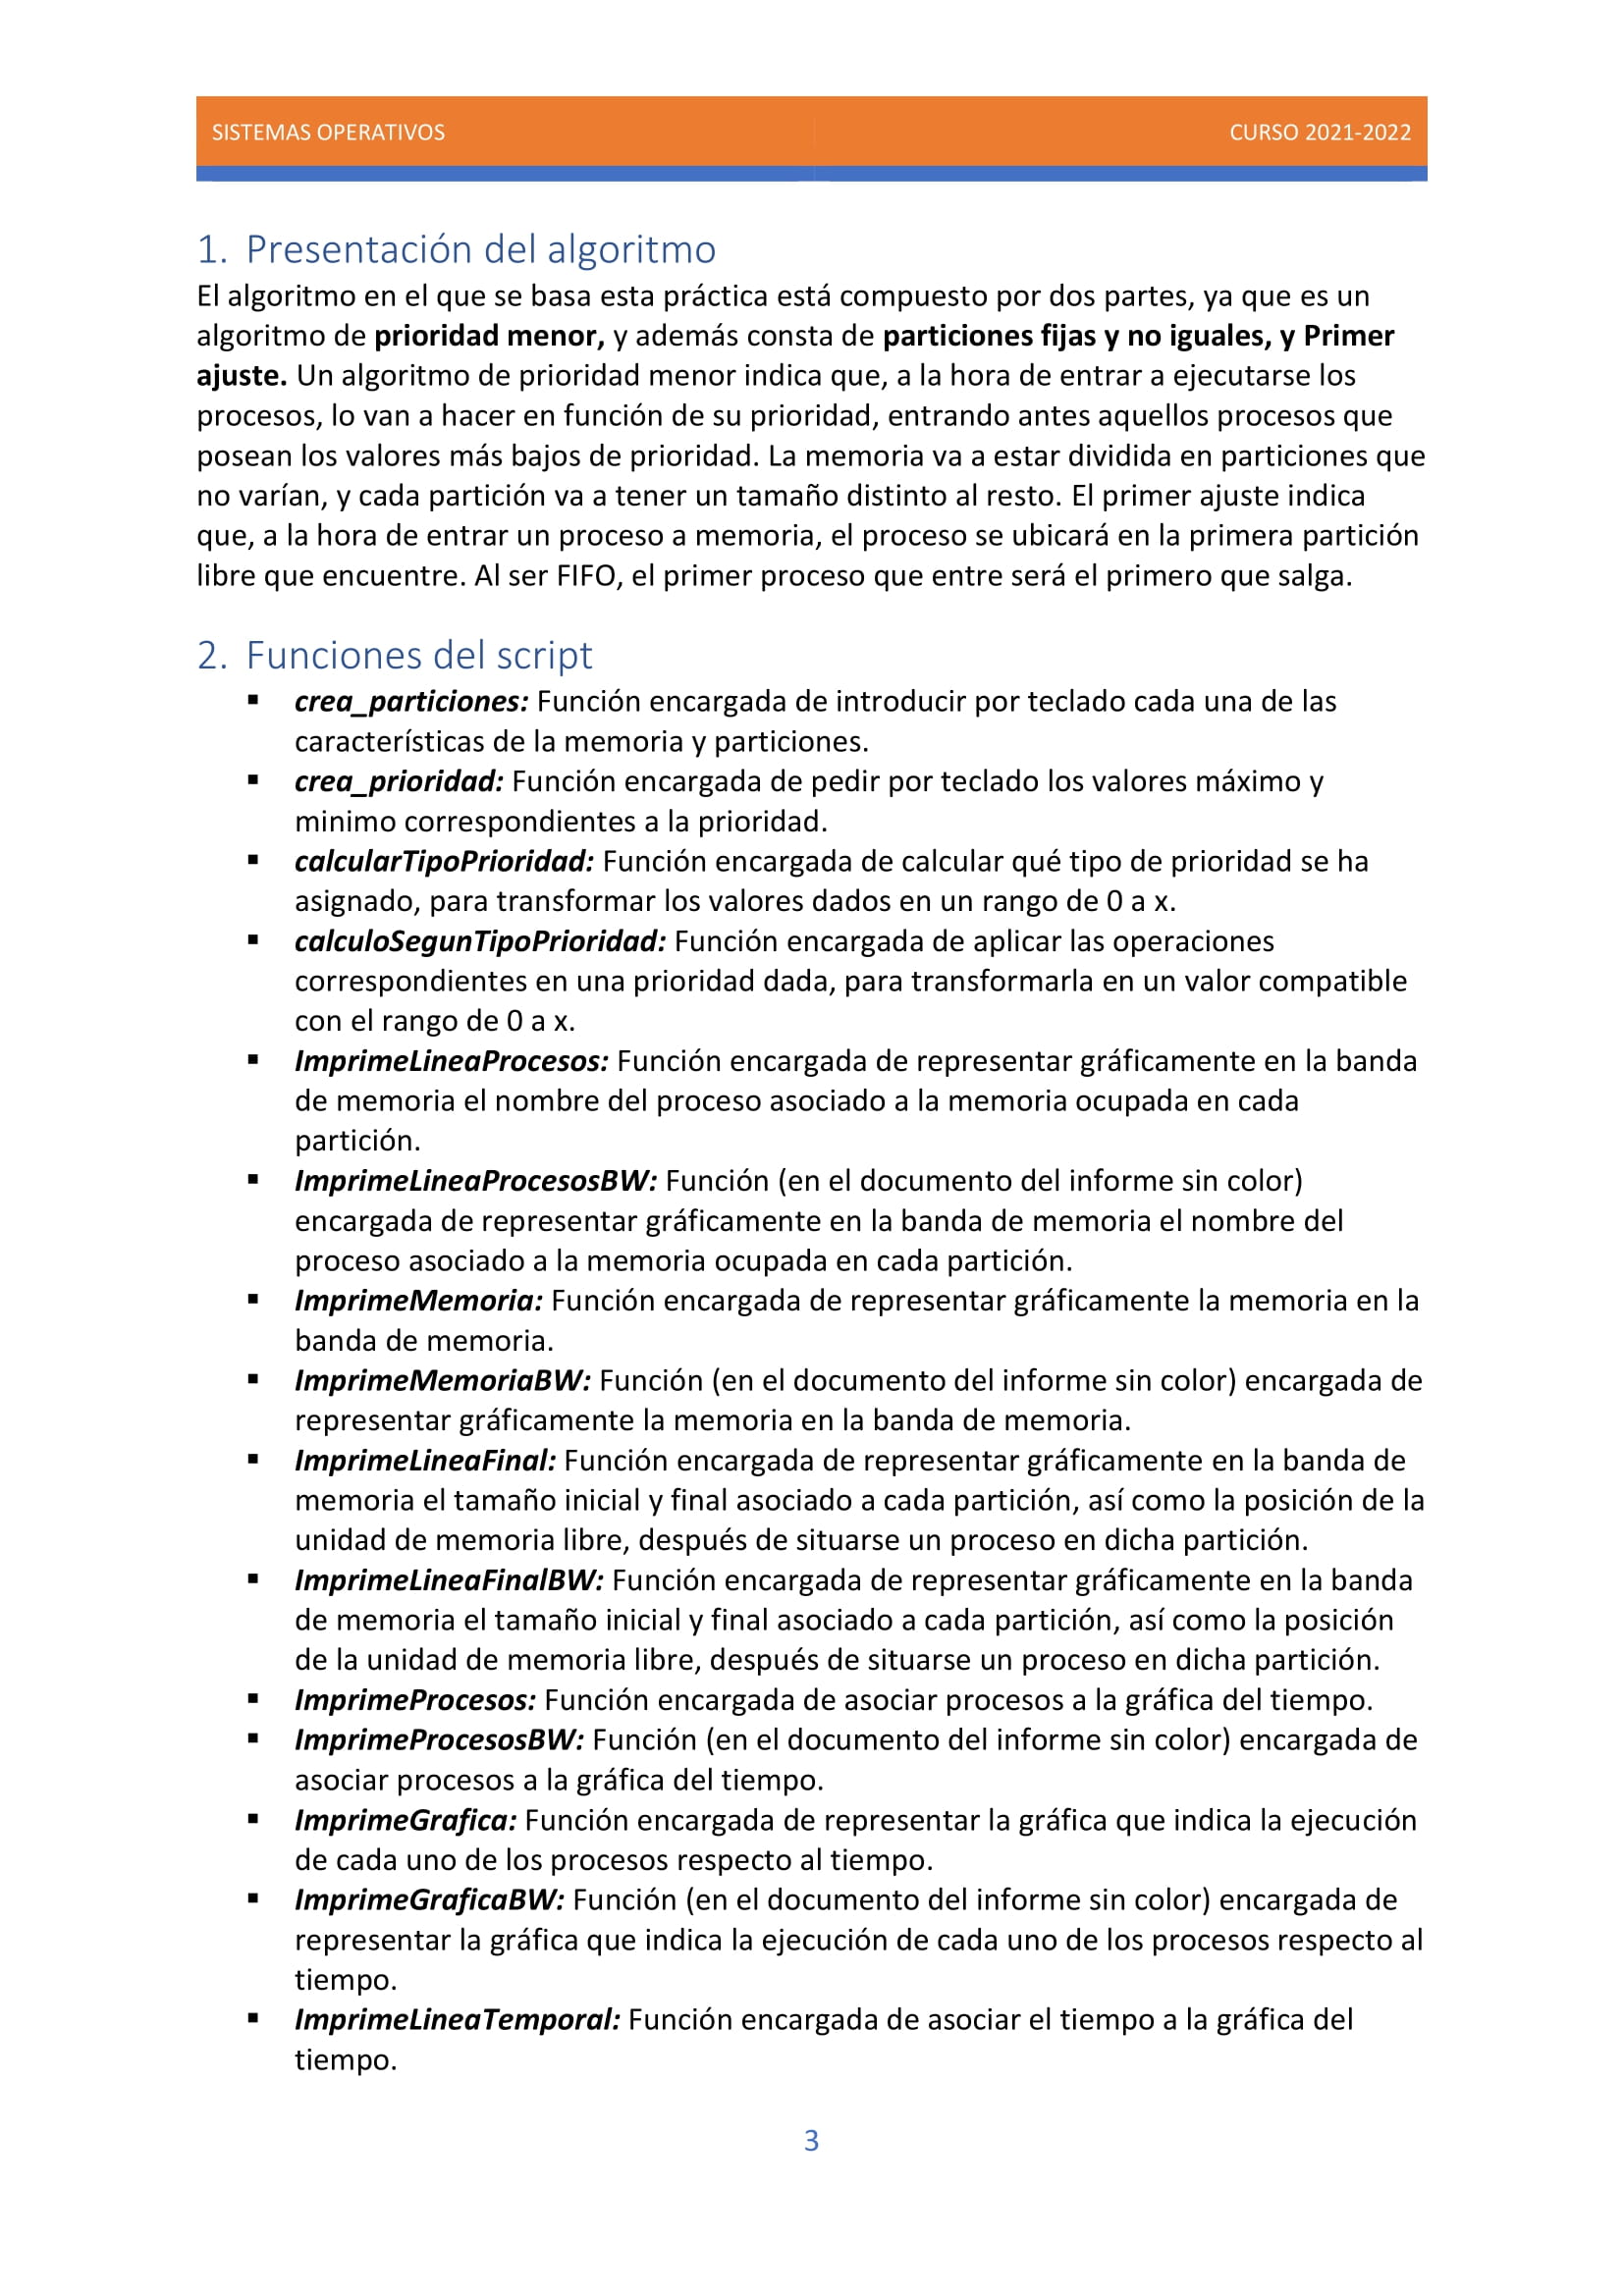 SISTEMAS OPERATIVOS CURSO 2021-2022
1. Presentación del algoritmo
El algoritmo en el que se basa esta práctica está compuesto por dos partes, ya que es un
algoritmo de prioridad menor, y además consta de particiones fijas y no iguales, y Primer
ajuste. Un algoritmo de prioridad menor indica que, a la hora de entrar a ejecutarse los
procesos, lo van a hacer en función de su prioridad, entrando antes aquellos procesos que
posean los valores más bajos de prioridad. La memoria va a estar dividida en particiones que
no varían, y cada partición va a tener un tamaño distinto al resto. El primer ajuste indica
que, a la hora de entrar un proceso a memoria, el proceso se ubicará en la primera partición
libre que encuentre. Al ser FIFO, el primer proceso que entre será el primero que salga.
2. Funciones del script
▪ crea_particiones: Función encargada de introducir por teclado cada una de las
características de la memoria y particiones.
▪ crea_prioridad: Función encargada de pedir por teclado los valores máximo y
minimo correspondientes a la prioridad.
▪ calcularTipoPrioridad: Función encargada de calcular qué tipo de prioridad se ha
asignado, para transformar los valores dados en un rango de 0 a x.
▪ calculoSegunTipoPrioridad: Función encargada de aplicar las operaciones
correspondientes en una prioridad dada, para transformarla en un valor compatible
con el rango de 0 a x.
▪ ImprimeLineaProcesos: Función encargada de representar gráficamente en la banda
de memoria el nombre del proceso asociado a la memoria ocupada en cada
partición.
▪ ImprimeLineaProcesosBW: Función (en el documento del informe sin color)
encargada de representar gráficamente en la banda de memoria el nombre del
proceso asociado a la memoria ocupada en cada partición.
▪ ImprimeMemoria: Función encargada de representar gráficamente la memoria en la
banda de memoria.
▪ ImprimeMemoriaBW: Función (en el documento del informe sin color) encargada de
representar gráficamente la memoria en la banda de memoria.
▪ ImprimeLineaFinal: Función encargada de representar gráficamente en la banda de
memoria el tamaño inicial y final asociado a cada partición, así como la posición de la
unidad de memoria libre, después de situarse un proceso en dicha partición.
▪ ImprimeLineaFinalBW: Función encargada de representar gráficamente en la banda
de memoria el tamaño inicial y final asociado a cada partición, así como la posición
de la unidad de memoria libre, después de situarse un proceso en dicha partición.
▪ ImprimeProcesos: Función encargada de asociar procesos a la gráfica del tiempo.
▪ ImprimeProcesosBW: Función (en el documento del informe sin color) encargada de
asociar procesos a la gráfica del tiempo.
▪ ImprimeGrafica: Función encargada de representar la gráfica que indica la ejecución
de cada uno de los procesos respecto al tiempo.
▪ ImprimeGraficaBW: Función (en el documento del informe sin color) encargada de
representar la gráfica que indica la ejecución de cada uno de los procesos respecto al
tiempo.
▪ ImprimeLineaTemporal: Función encargada de asociar el tiempo a la gráfica del
tiempo.
3